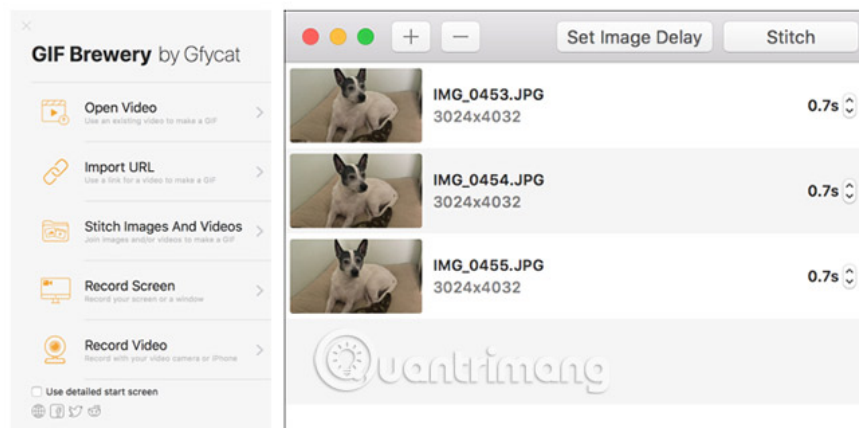 GIF Brewery by Gfycat
Open Video
Use an existing video to make a GIF
Import URL
Use a link for a video to make a GIF
Stitch Images And Videos
Join images and/or videos to make a GIF
Record Screen
Record your screen or a window
Record Video
Record with your video camera or iPhone
Use detailed start screen
Set Image Delay
Stitch
IMG_0453.JPG
3024x4032
0.7s
IMG_0454.JPG
3024x4032
0.7s
IMG_0455.JPG
3024x4032
0.7s
Quantrimang